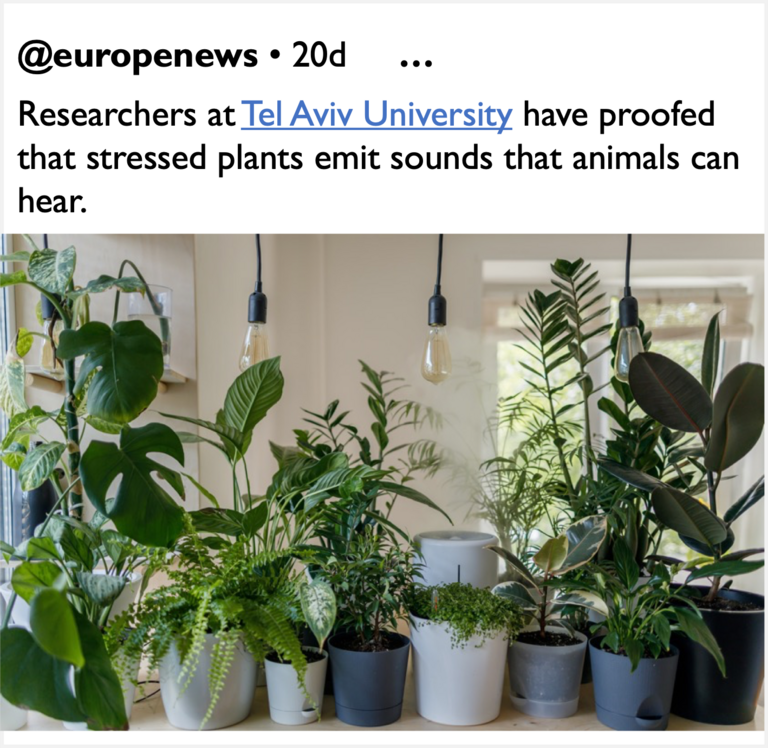 @europenews • 20d ...
Researchers at Tel Aviv University have proofed
that stressed plants emit sounds that animals can
hear.